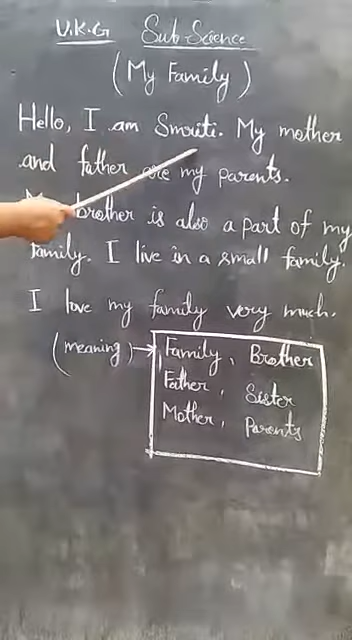 U.K.G Sub-Science
(My Family)
Hello, I am Smriti. My mother
and father are my parents.
brother is also a part of my
family. I live in a small family.
I love my family very much.
(meaning) → Family, Brother
Father, Sister
Mother, Parents